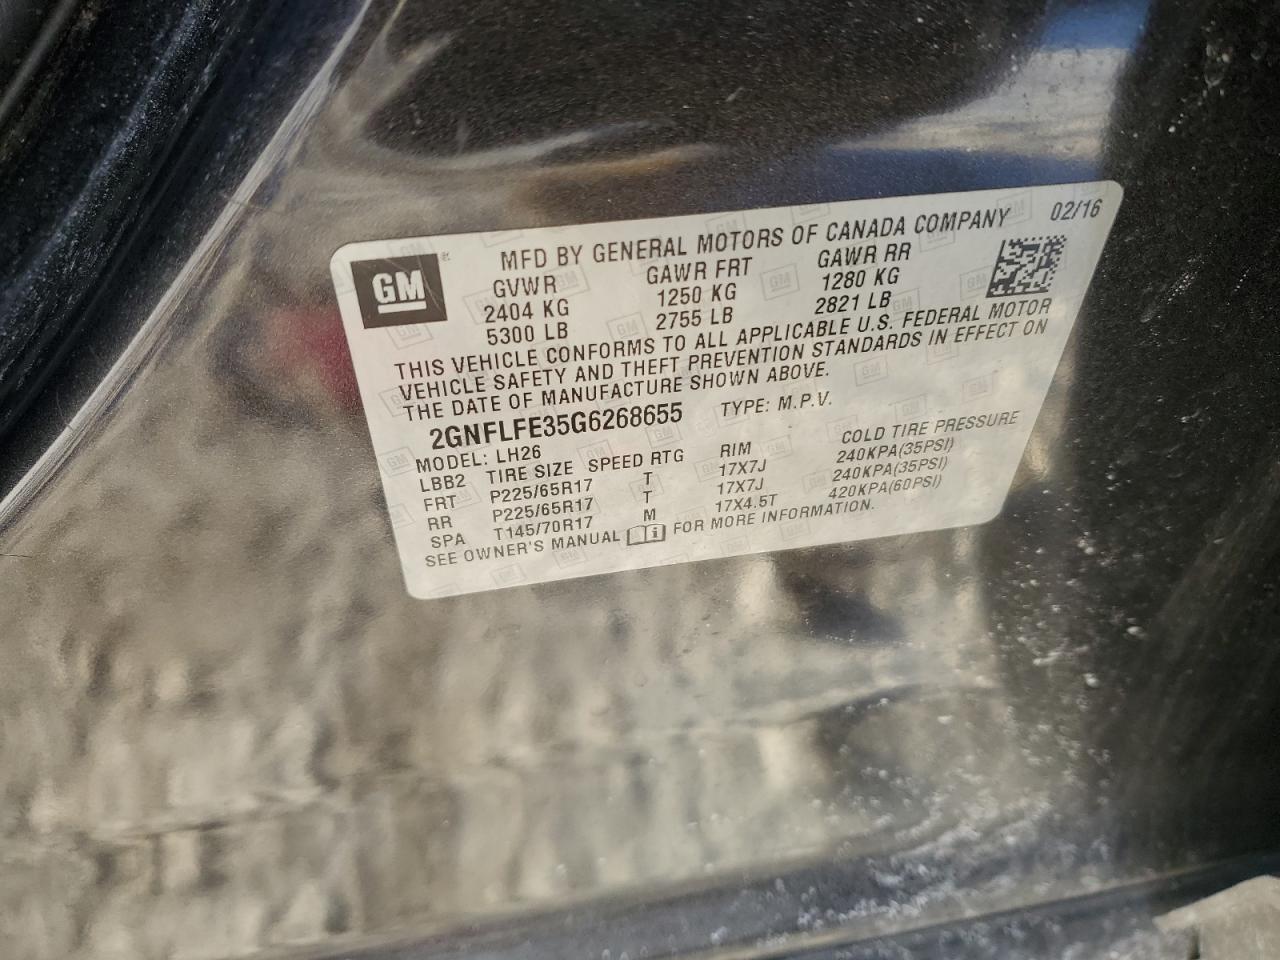 GM
MFD BY GENERAL MOTORS OF CANADA COMPANY 02/16
GVWR GAWR FRT GAWR RR
2404 KG 1250 KG 1280 KG
5300 LB 2755 LB 2821 LB
THIS VEHICLE CONFORMS TO ALL APPLICABLE U.S. FEDERAL MOTOR
VEHICLE SAFETY AND THEFT PREVENTION STANDARDS IN EFFECT ON
THE DATE OF MANUFACTURE SHOWN ABOVE.
2GNFLFE35G6268655 TYPE: M.P.V.
MODEL: LH26
LBB2 TIRE SIZE SPEED RTG RIM COLD TIRE PRESSURE
FRT P225/65R17 T 17X7J 240KPA(35PSI)
RR P225/65R17 T 17X7J 240KPA(35PSI)
SPA T145/70R17 M 17X4.5T 420KPA(60PSI)
SEE OWNER'S MANUAL FOR MORE INFORMATION.